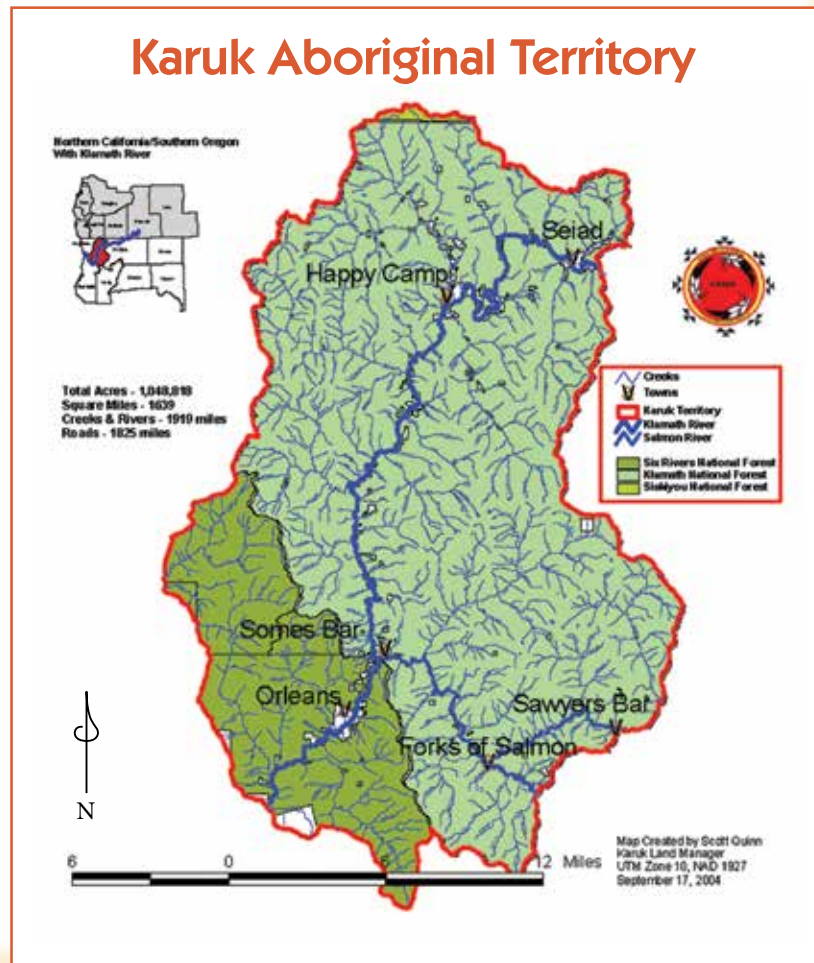 Karuk Aboriginal Territory
Northern California/Southern Oregon
With Klamath River
Seiad
Happy Camp
Total Acres - 1,048,818
Square Miles - 1639
Creeks & Rivers - 1919 miles
Roads - 1825 miles
Creeks
Towns
Karuk Territory
Klamath River
Salmon River
Six Rivers National Forest
Klamath National Forest
Siskiyou National Forest
Somes Bar
Orleans
Sawyers Bar
Forks of Salmon
N
6 0 6 12 Miles
Map Created by Scott Quinn
Karuk Land Manager
UTM Zone 10, NAD 1927
September 17, 2004